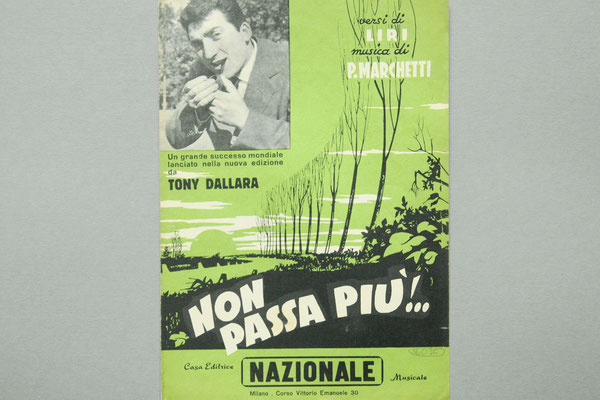 versi di
LIRI
musica di
P. MARCHETTI
Un grande successo mondiale
lanciato nella nuova edizione
da
TONY DALLARA
NON
PASSA PIÙ!..
Casa Editrice
NAZIONALE
Musicale
Milano . Corso Vittorio Emanuele 30